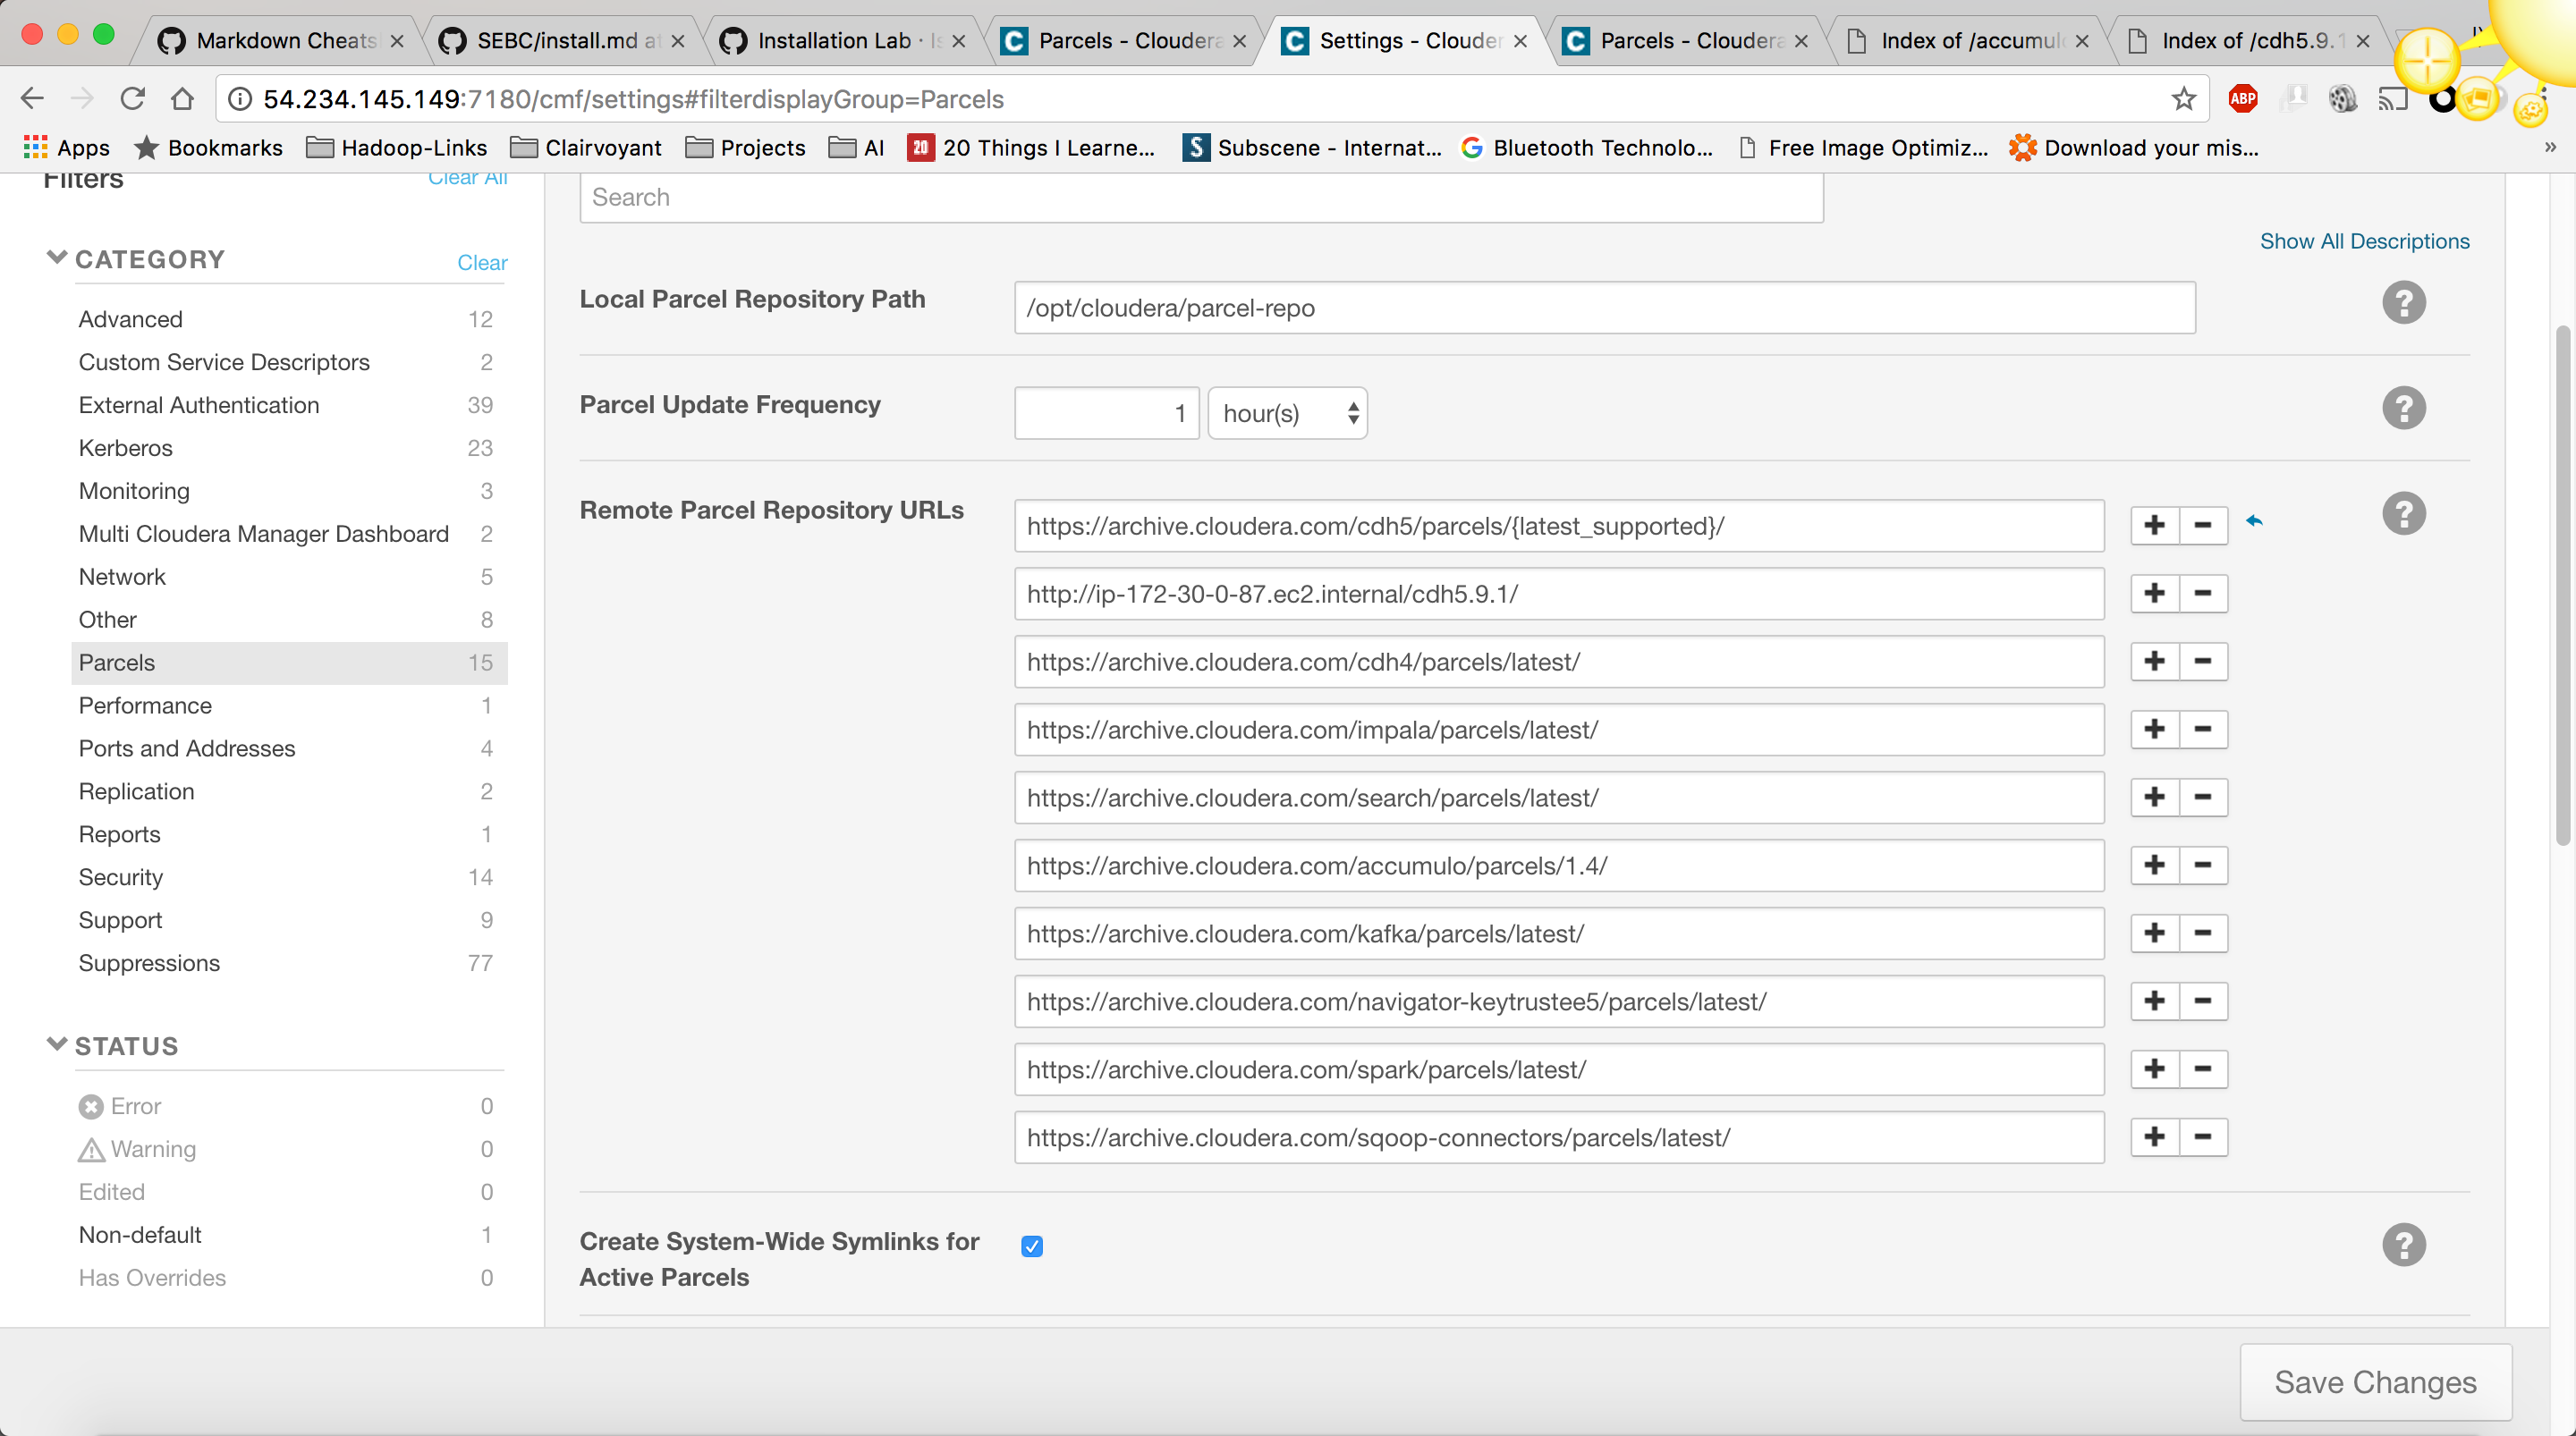 Markdown Cheats
SEBC/install.md at
Installation Lab · Is
Parcels - Cloudera
Settings - Clouder
Parcels - Cloudera
Index of /accumul
Index of /cdh5.9.1
54.234.145.149:7180/cmf/settings#filterdisplayGroup=Parcels
ABP
Apps
Bookmarks
Hadoop-Links
Clairvoyant
Projects
AI
20 Things I Learne...
Subscene - Internat...
Bluetooth Technolo...
Free Image Optimiz...
Download your mis...
»
Filters
Clear All
CATEGORY
Clear
Advanced 12
Custom Service Descriptors 2
External Authentication 39
Kerberos 23
Monitoring 3
Multi Cloudera Manager Dashboard 2
Network 5
Other 8
Parcels 15
Performance 1
Ports and Addresses 4
Replication 2
Reports 1
Security 14
Support 9
Suppressions 77
STATUS
Error 0
Warning 0
Edited 0
Non-default 1
Has Overrides 0
Search
Show All Descriptions
Local Parcel Repository Path
/opt/cloudera/parcel-repo
Parcel Update Frequency
1 hour(s)
Remote Parcel Repository URLs
https://archive.cloudera.com/cdh5/parcels/{latest_supported}/
http://ip-172-30-0-87.ec2.internal/cdh5.9.1/
https://archive.cloudera.com/cdh4/parcels/latest/
https://archive.cloudera.com/impala/parcels/latest/
https://archive.cloudera.com/search/parcels/latest/
https://archive.cloudera.com/accumulo/parcels/1.4/
https://archive.cloudera.com/kafka/parcels/latest/
https://archive.cloudera.com/navigator-keytrustee5/parcels/latest/
https://archive.cloudera.com/spark/parcels/latest/
https://archive.cloudera.com/sqoop-connectors/parcels/latest/
Create System-Wide Symlinks for
Active Parcels
Save Changes